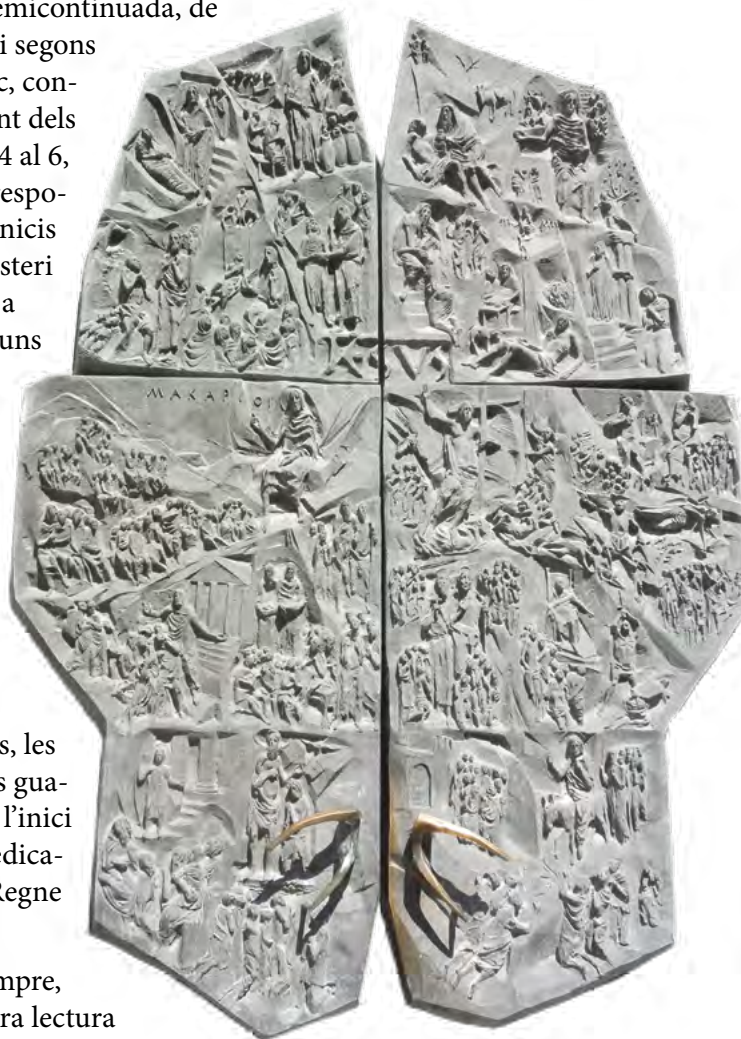 emicontinuada, de
i segons
c, con-
nt dels
4 al 6,
respo-
nicis
steri
a
uns
ΜΑΚΑΡΙΟΙ
s, les
s gua-
l’inici
edica-
Regne
mpre,
ra lectura